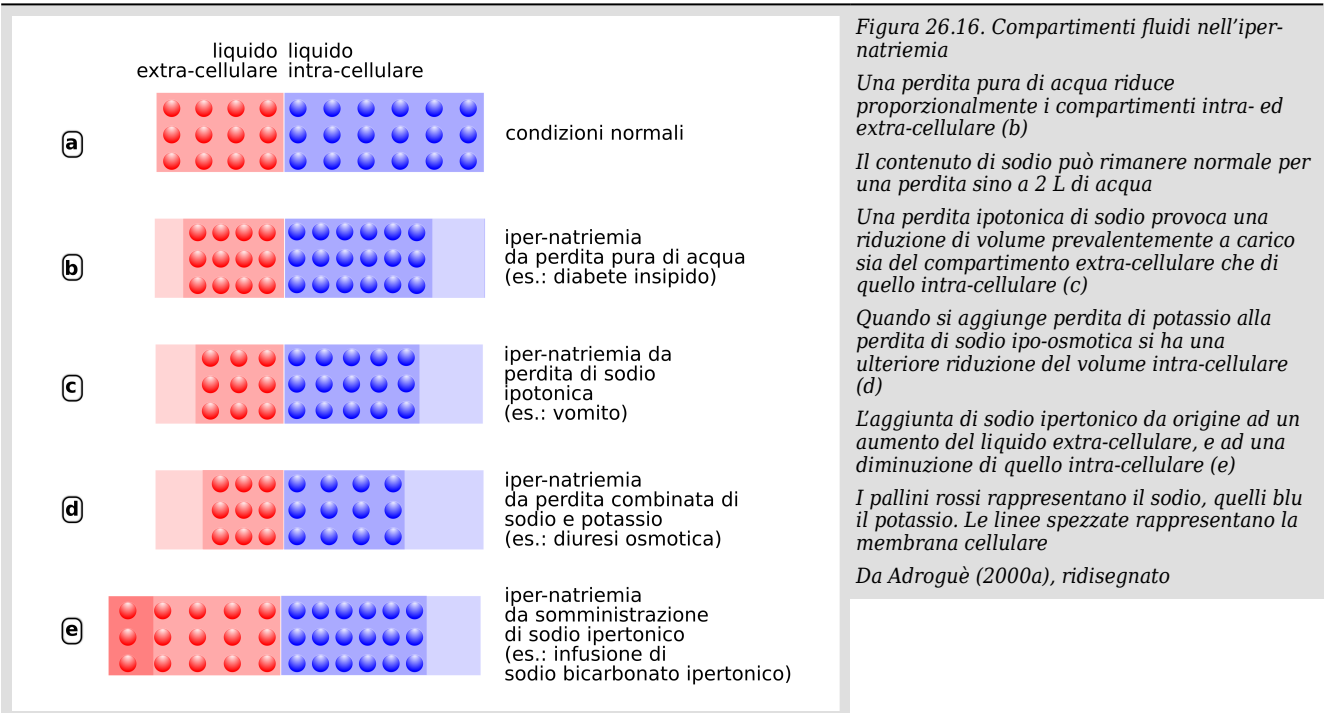 liquido liquido
extra-cellulare intra-cellulare
a
condizioni normali
b
iper-natriemia
da perdita pura di acqua
(es.: diabete insipido)
c
iper-natriemia da
perdita di sodio
ipotonica
(es.: vomito)
d
iper-natriemia
da perdita combinata di
sodio e potassio
(es.: diuresi osmotica)
e
iper-natriemia
da somministrazione
di sodio ipertonico
(es.: infusione di
sodio bicarbonato ipertonico)
Figura 26.16. Compartimenti fluidi nell'iper-
natriemia
Una perdita pura di acqua riduce
proporzionalmente i compartimenti intra- ed
extra-cellulare (b)
Il contenuto di sodio può rimanere normale per
una perdita sino a 2 L di acqua
Una perdita ipotonica di sodio provoca una
riduzione di volume prevalentemente a carico
sia del compartimento extra-cellulare che di
quello intra-cellulare (c)
Quando si aggiunge perdita di potassio alla
perdita di sodio ipo-osmotica si ha una
ulteriore riduzione del volume intra-cellulare
(d)
L'aggiunta di sodio ipertonico da origine ad un
aumento del liquido extra-cellulare, e ad una
diminuzione di quello intra-cellulare (e)
I pallini rossi rappresentano il sodio, quelli blu
il potassio. Le linee spezzate rappresentano la
membrana cellulare
Da Adroguè (2000a), ridisegnato